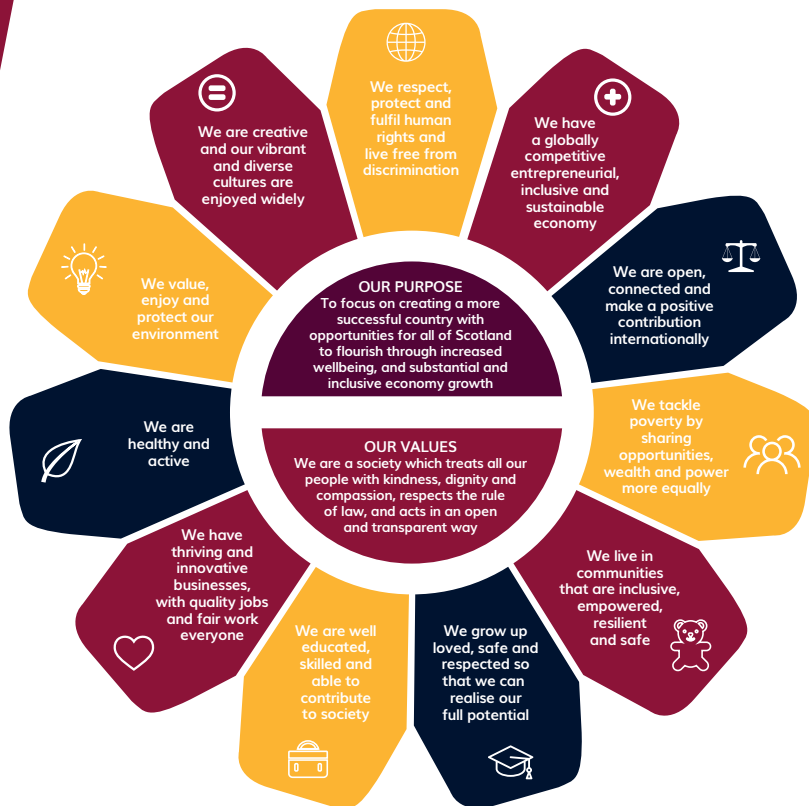 We respect,
protect and
fulfil human
rights and
live free from
discrimination
We have
a globally
competitive
entrepreneurial,
inclusive and
sustainable
economy
We are open,
connected and
make a positive
contribution
internationally
We tackle
poverty by
sharing
opportunities,
wealth and power
more equally
We live in
communities
that are inclusive,
empowered,
resilient
and safe
We grow up
loved, safe and
respected so
that we can
realise our
full potential
We are well
educated,
skilled and
able to
contribute
to society
We have
thriving and
innovative
businesses,
with quality jobs
and fair work
everyone
We are
healthy and
active
We value,
enjoy and
protect our
environment
We are creative
and our vibrant
and diverse
cultures are
enjoyed widely
OUR PURPOSE
To focus on creating a more
successful country with
opportunities for all of Scotland
to flourish through increased
wellbeing, and substantial and
inclusive economy growth
OUR VALUES
We are a society which treats all our
people with kindness, dignity and
compassion, respects the rule
of law, and acts in an open
and transparent way